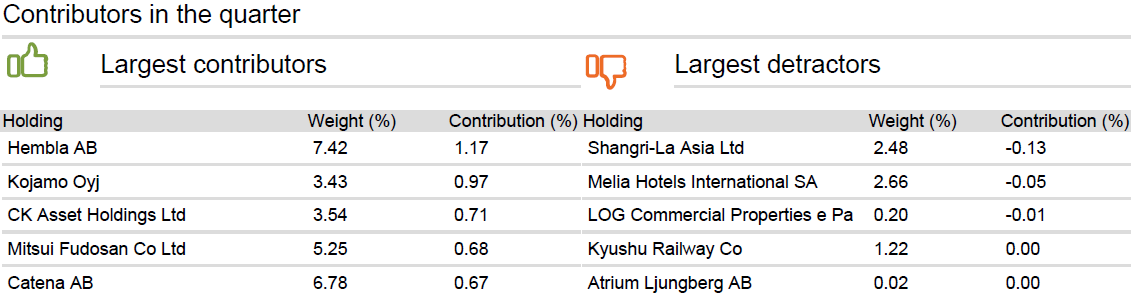 Contributors in the quarter
Largest contributors Largest detractors
Holding Weight (%) Contribution (%) Holding Weight (%) Contribution (%)
Hembla AB 7.42 1.17 Shangri-La Asia Ltd 2.48 -0.13
Kojamo Oyj 3.43 0.97 Melia Hotels International SA 2.66 -0.05
CK Asset Holdings Ltd 3.54 0.71 LOG Commercial Properties e Pa 0.20 -0.01
Mitsui Fudosan Co Ltd 5.25 0.68 Kyushu Railway Co 1.22 0.00
Catena AB 6.78 0.67 Atrium Ljungberg AB 0.02 0.00